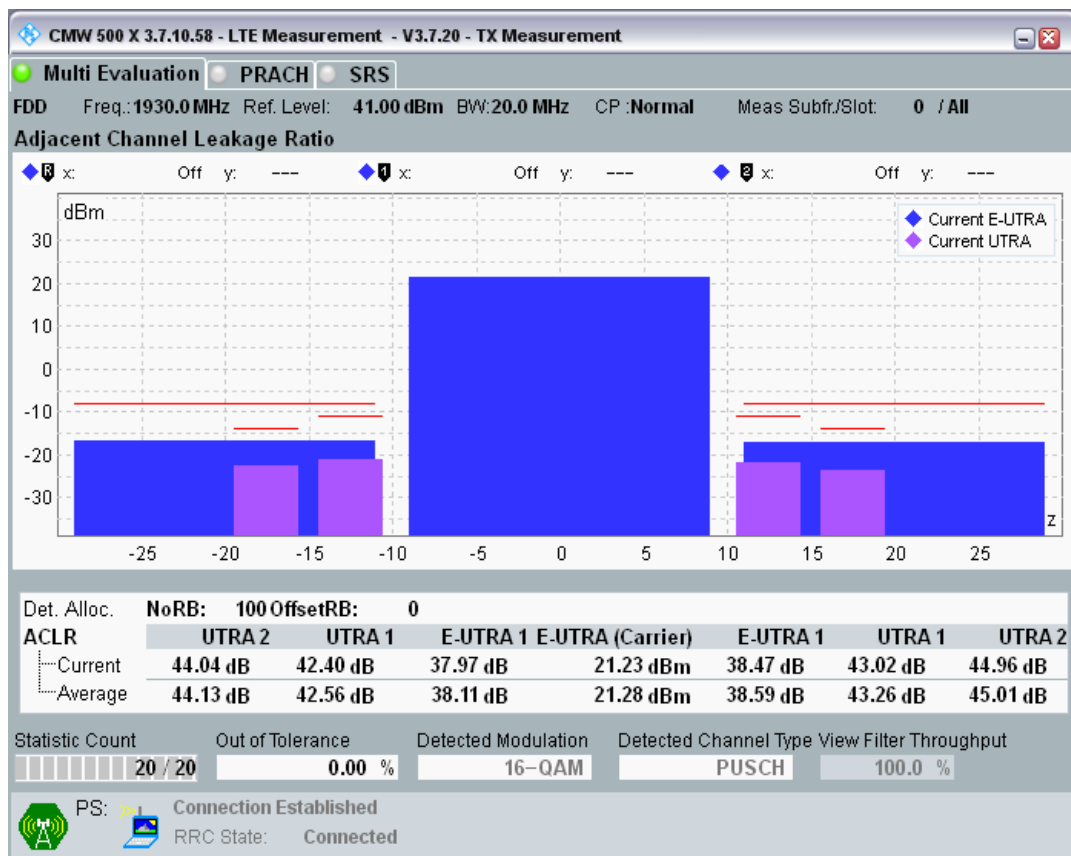 CMW 500 X 3.7.10.58 - LTE Measurement - V3.7.20 - TX Measurement
Multi Evaluation PRACH SRS
FDD Freq.:1930.0 MHz Ref. Level: 41.00 dBm BW:20.0 MHz CP :Normal Meas Subfr./Slot: 0 / All
Adjacent Channel Leakage Ratio
R x: Off y: --- 1 x: Off y: --- 2 x: Off y: ---
dBm
Current E-UTRA
Current UTRA
30
20
10
0
-10
-20
-30
z
-25 -20 -15 -10 -5 0 5 10 15 20 25
Det. Alloc. NoRB: 100 OffsetRB: 0
ACLR UTRA 2 UTRA 1 E-UTRA 1 E-UTRA (Carrier) E-UTRA 1 UTRA 1 UTRA 2
Current 44.04 dB 42.40 dB 37.97 dB 21.23 dBm 38.47 dB 43.02 dB 44.96 dB
Average 44.13 dB 42.56 dB 38.11 dB 21.28 dBm 38.59 dB 43.26 dB 45.01 dB
Statistic Count Out of Tolerance Detected Modulation Detected Channel Type View Filter Throughput
20 / 20 0.00 % 16-QAM PUSCH 100.0 %
PS: Connection Established
RRC State: Connected